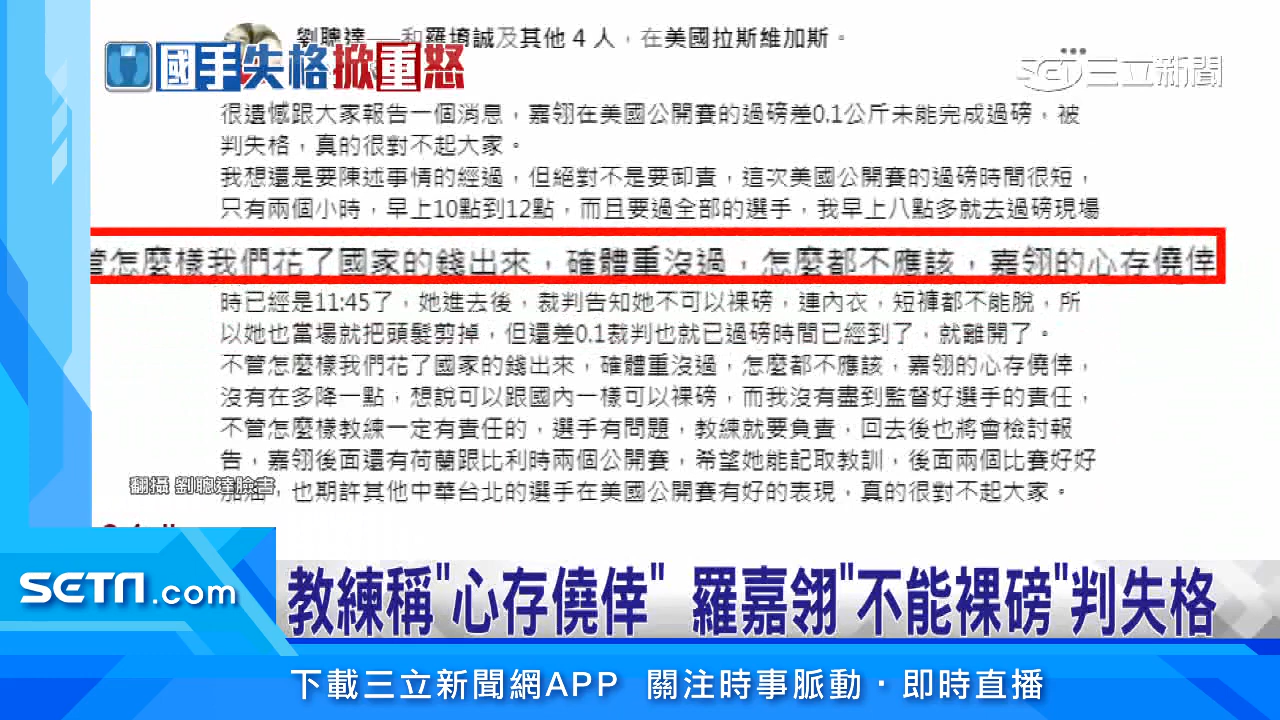 劉聰達──和羅堉誠及其他 4 人，在美國拉斯維加斯。
國手失格掀重怒
SET 三立新聞
很遺憾跟大家報告一個消息，嘉翎在美國公開賽的過磅差0.1公斤未能完成過磅，被
判失格，真的很對不起大家。
我想還是要陳述事情的經過，但絕對不是要卸責，這次美國公開賽的過磅時間很短，
只有兩個小時，早上10點到12點，而且要過全部的選手，我早上八點多就去過磅現場
管怎麼樣我們花了國家的錢出來，確體重沒過，怎麼都不應該，嘉翎的心存僥倖
時已經是11:45了，她進去後，裁判告知她不可以裸磅，連內衣，短褲都不能脫，所
以她也當場就把頭髮剪掉，但還差0.1裁判也就已過磅時間已經到了，就離開了。
不管怎麼樣我們花了國家的錢出來，確體重沒過，怎麼都不應該，嘉翎的心存僥倖，
沒有在多降一點，想說可以跟國內一樣可以裸磅，而我沒有盡到監督好選手的責任，
不管怎麼樣教練一定有責任的，選手有問題，教練就要負責，回去後也將會檢討報
告，嘉翎後面還有荷蘭跟比利時兩個公開賽，希望她能記取教訓，後面兩個比賽好好
翻攝 劉聰達臉書
加油，也期許其他中華台北的選手在美國公開賽有好的表現，真的很對不起大家。
SETN.com
教練稱"心存僥倖" 羅嘉翎"不能裸磅"判失格
下載三立新聞網APP 關注時事脈動．即時直播